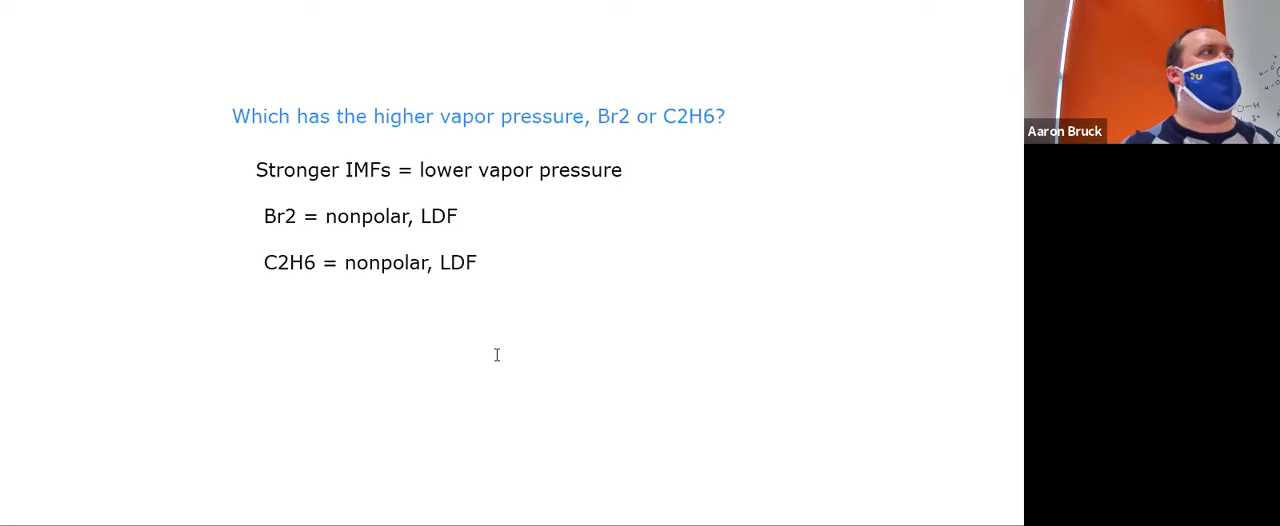 Which has the higher vapor pressure, Br2 or C2H6?
Stronger IMFs = lower vapor pressure
Br2 = nonpolar, LDF
C2H6 = nonpolar, LDF
Aaron Bruck